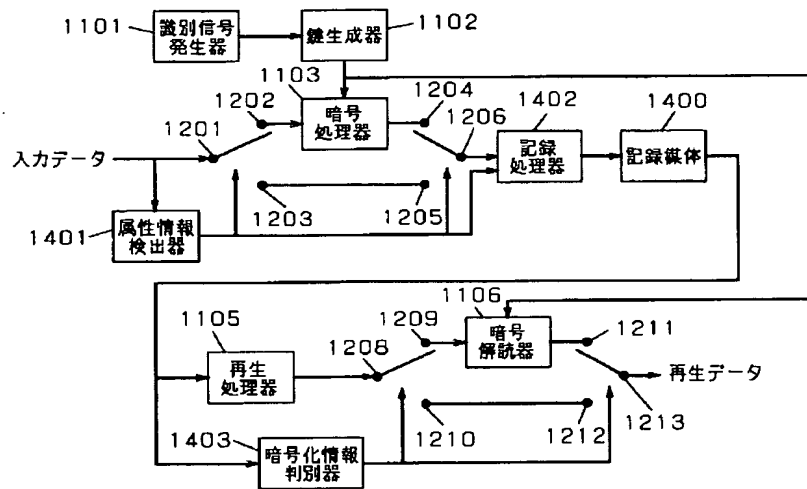 1101
識別信号
発生器
鍵生成器
1102
1103
1202
暗号
処理器
1204
1201
1206
1402
1400
入力データ
記録
処理器
記録媒体
1203
1205
1401
属性情報
検出器
1106
1105
1209
暗号
解読器
1211
1208
再生
処理器
再生データ
1403
1210
1212
1213
暗号化情報
判別器